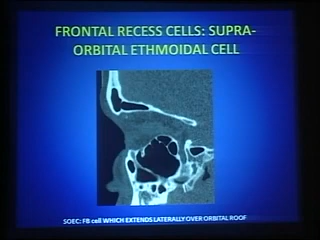 FRONTAL RECESS CELLS: SUPRA-
ORBITAL ETHMOIDAL CELL
SOEC: FB cell WHICH EXTENDS LATERALLY OVER ORBITAL ROOF